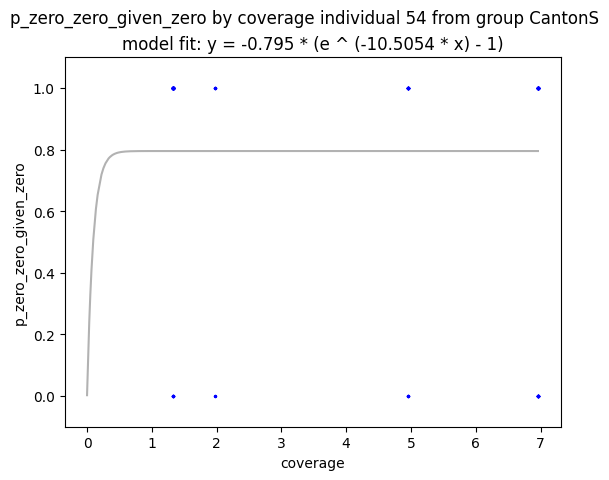 p_zero_zero_given_zero by coverage individual 54 from group CantonS
model fit: y = -0.795 * (e ^ (-10.5054 * x) - 1)
1.0
0.8
0.6
0.4
0.2
0.0
p_zero_zero_given_zero
0 1 2 3 4 5 6 7
coverage